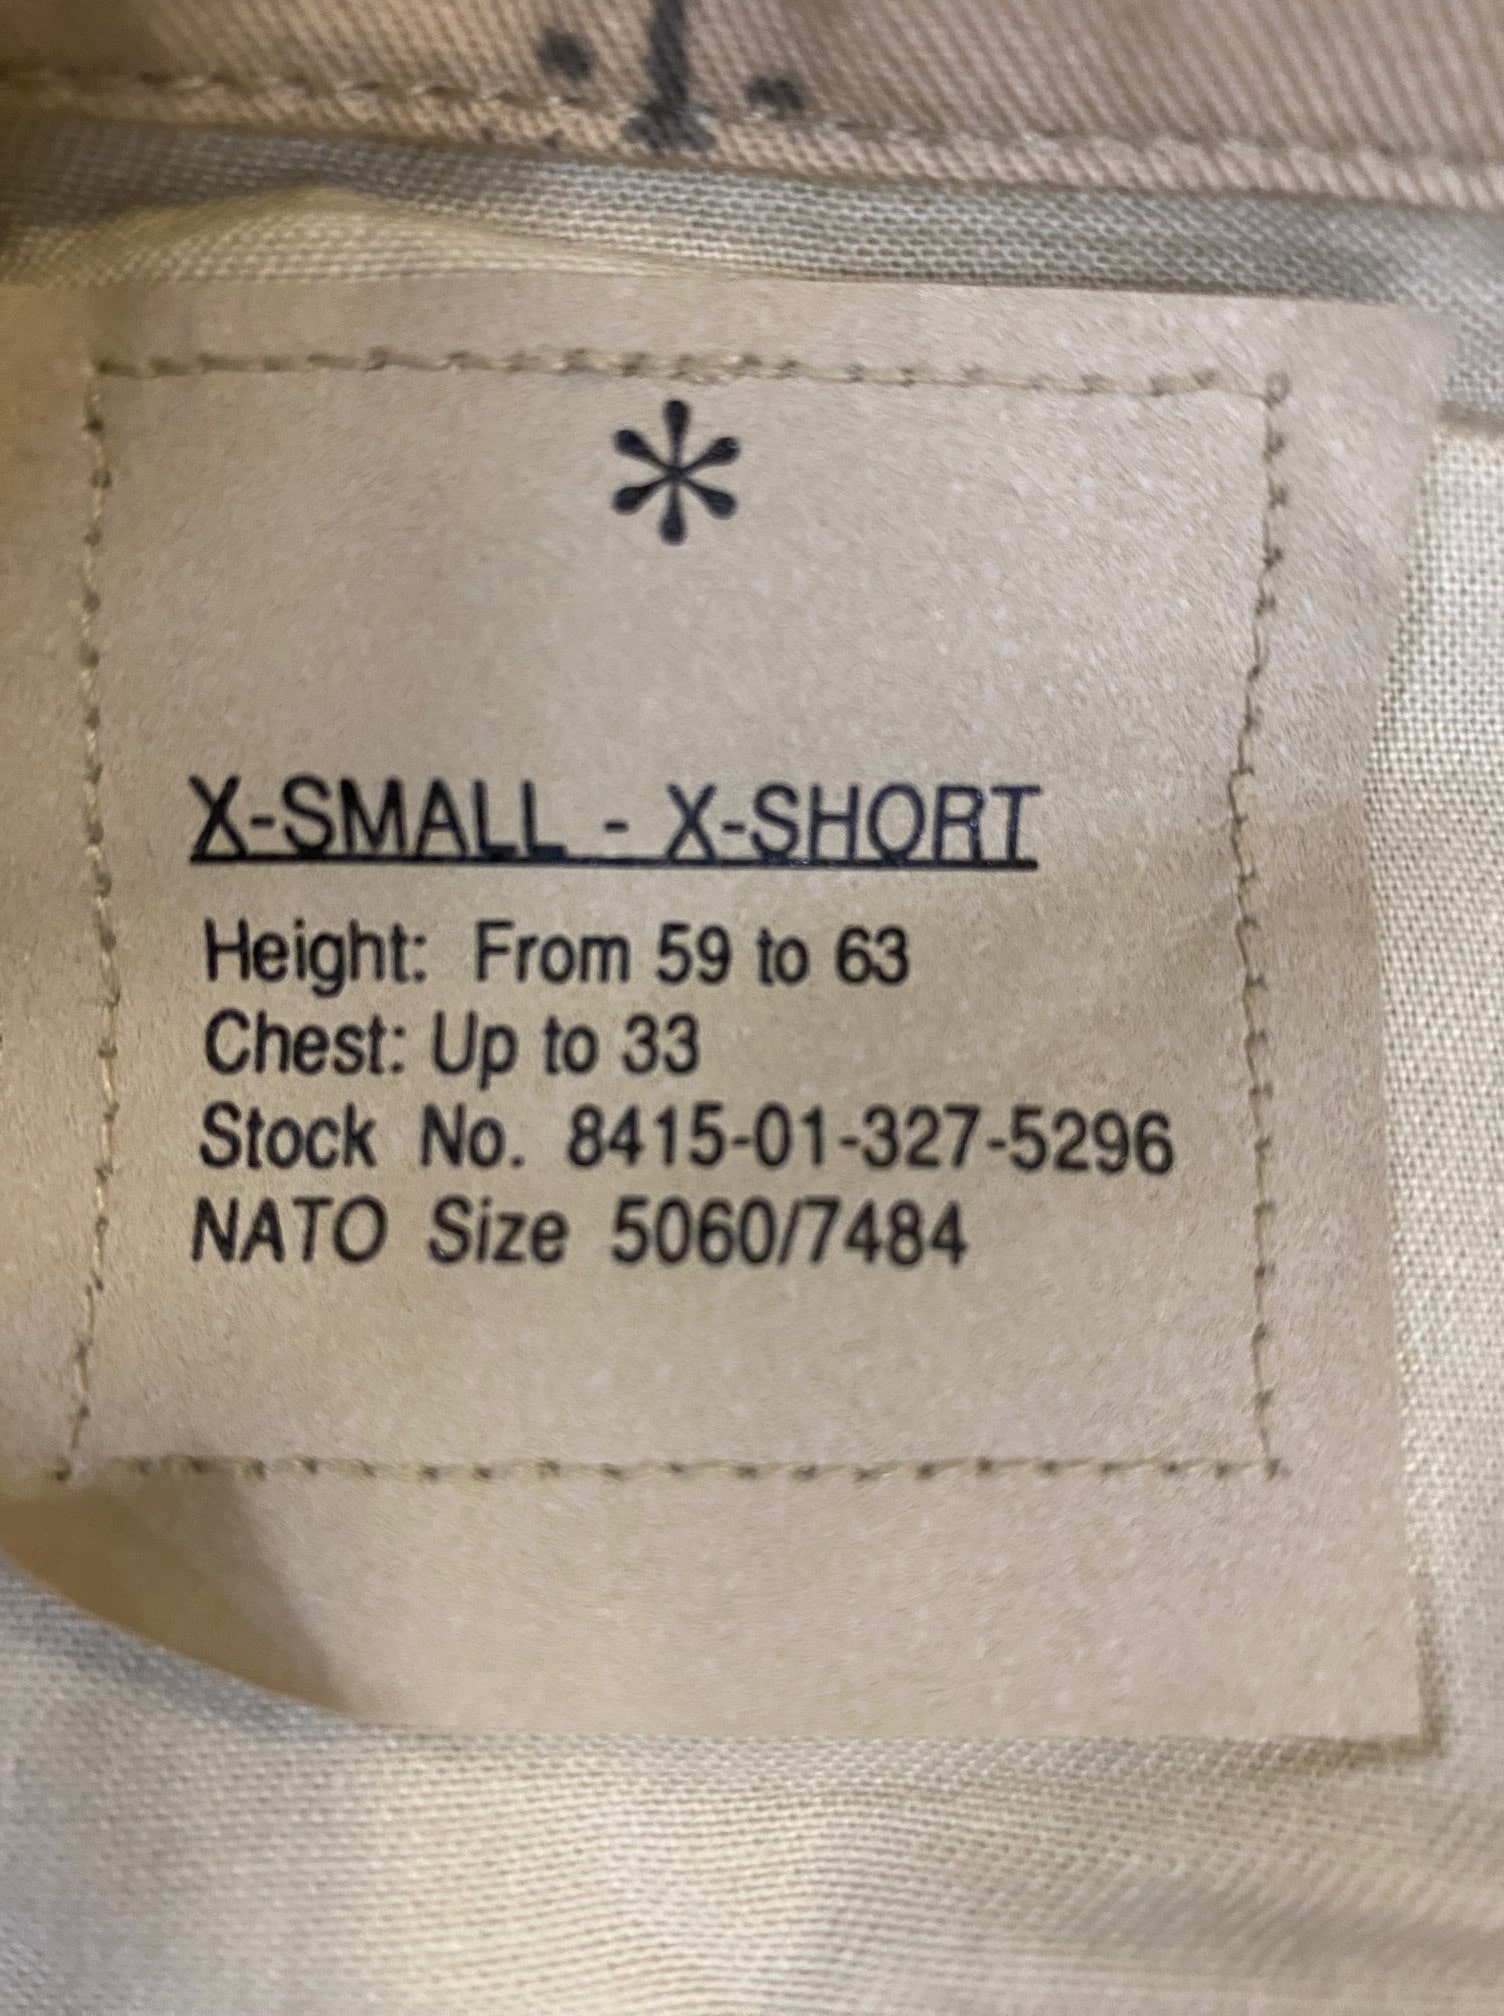 *
X-SMALL - X-SHORT
Height: From 59 to 63
Chest: Up to 33
Stock No. 8415-01-327-5296
NATO Size 5060/7484